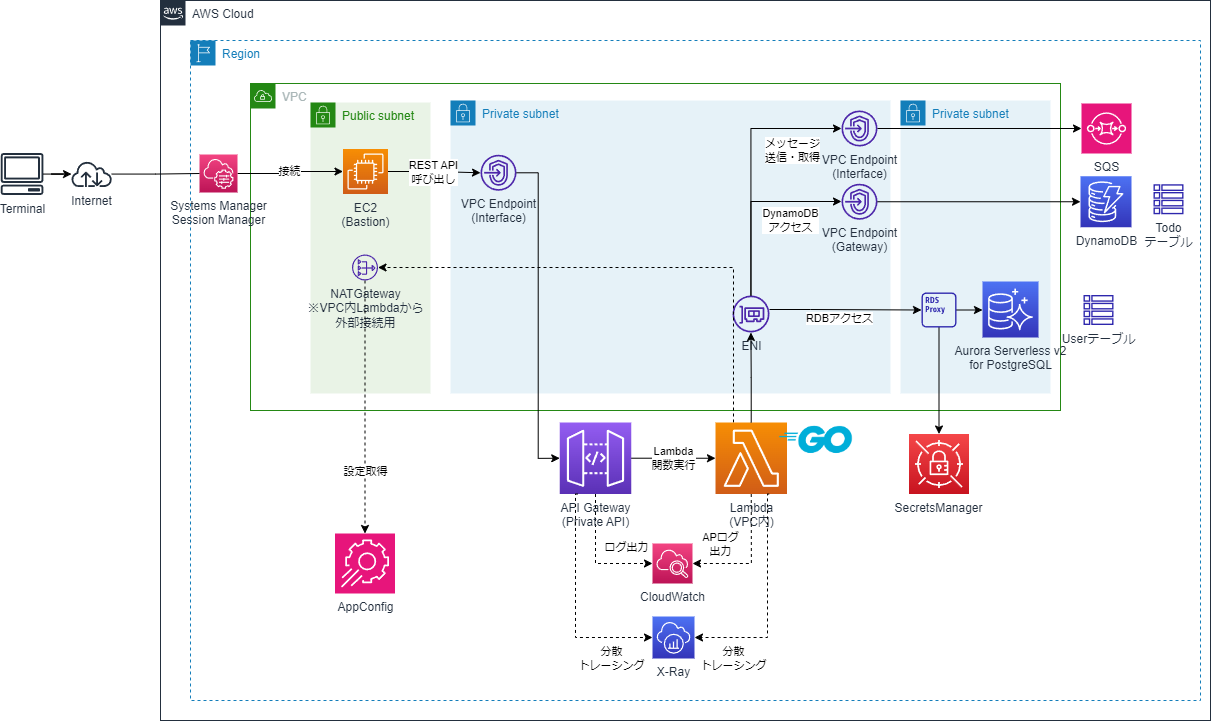 aws
AWS Cloud
Region
VPC
Public subnet
Private subnet
Private subnet
Terminal
Internet
Systems Manager
Session Manager
接続
EC2
(Bastion)
REST API
呼び出し
VPC Endpoint
(Interface)
メッセージ
送信・取得
VPC Endpoint
(Interface)
DynamoDB
アクセス
VPC Endpoint
(Gateway)
SQS
DynamoDB
Todo
テーブル
NATGateway
※VPC内Lambdaから
外部接続用
ENI
RDBアクセス
RDS
Proxy
Aurora Serverless v2
for PostgreSQL
Userテーブル
設定取得
AppConfig
API Gateway
(Private API)
Lambda
関数実行
Lambda
(VPC内)
GO
SecretsManager
ログ出力
APログ
出力
CloudWatch
分散
トレーシング
分散
トレーシング
X-Ray